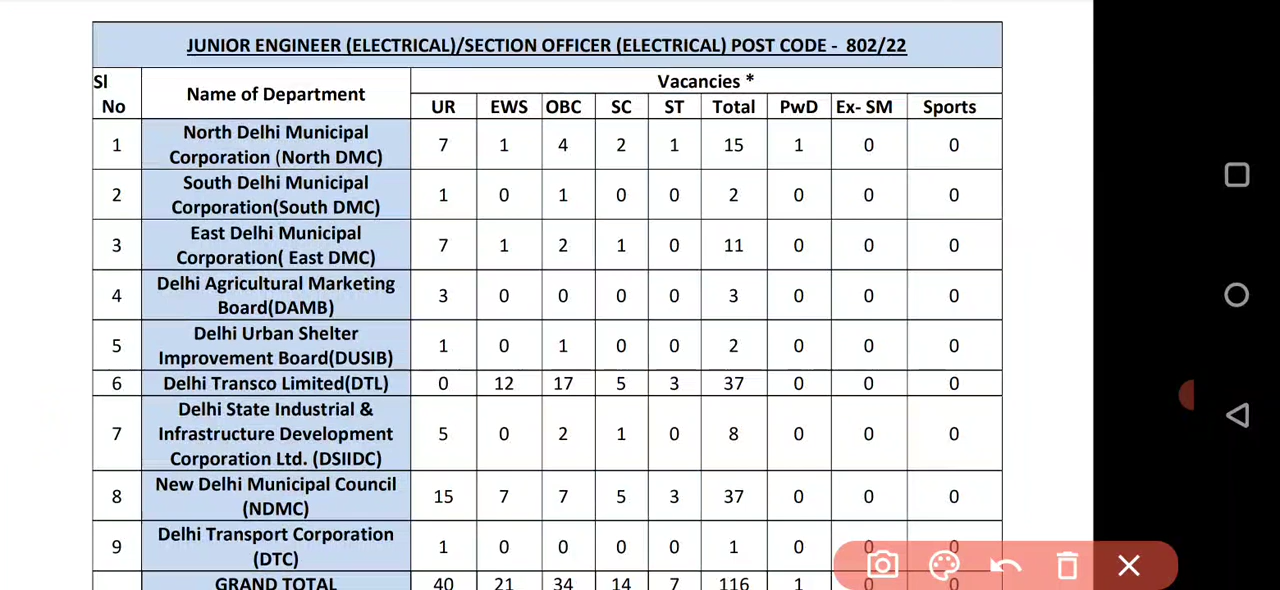 JUNIOR ENGINEER (ELECTRICAL)/SECTION OFFICER (ELECTRICAL) POST CODE - 802/22
Sl No Name of Department Vacancies *
UR EWS OBC SC ST Total PwD Ex- SM Sports
1 North Delhi Municipal
Corporation (North DMC) 7 1 4 2 1 15 1 0 0
2 South Delhi Municipal
Corporation(South DMC) 1 0 1 0 0 2 0 0 0
3 East Delhi Municipal
Corporation( East DMC) 7 1 2 1 0 11 0 0 0
4 Delhi Agricultural Marketing
Board(DAMB) 3 0 0 0 0 3 0 0 0
5 Delhi Urban Shelter
Improvement Board(DUSIB) 1 0 1 0 0 2 0 0 0
6 Delhi Transco Limited(DTL) 0 12 17 5 3 37 0 0 0
7 Delhi State Industrial &
Infrastructure Development
Corporation Ltd. (DSIIDC) 5 0 2 1 0 8 0 0 0
8 New Delhi Municipal Council
(NDMC) 15 7 7 5 3 37 0 0 0
9 Delhi Transport Corporation
(DTC) 1 0 0 0 0 1 0 0 0
GRAND TOTAL 40 21 34 14 7 116 1 0 0